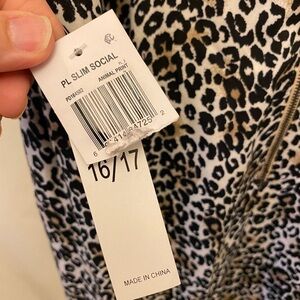 PL SLIM SOCIAL
ANIMAL PRINT
16/17
MADE IN CHINA